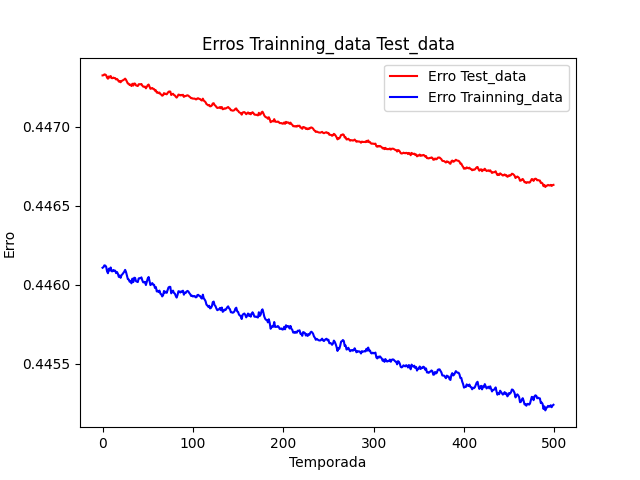 Erros Trainning_data Test_data
Erro Test_data
Erro Trainning_data
0.4470
0.4465
0.4460
0.4455
Erro
0 100 200 300 400 500
Temporada